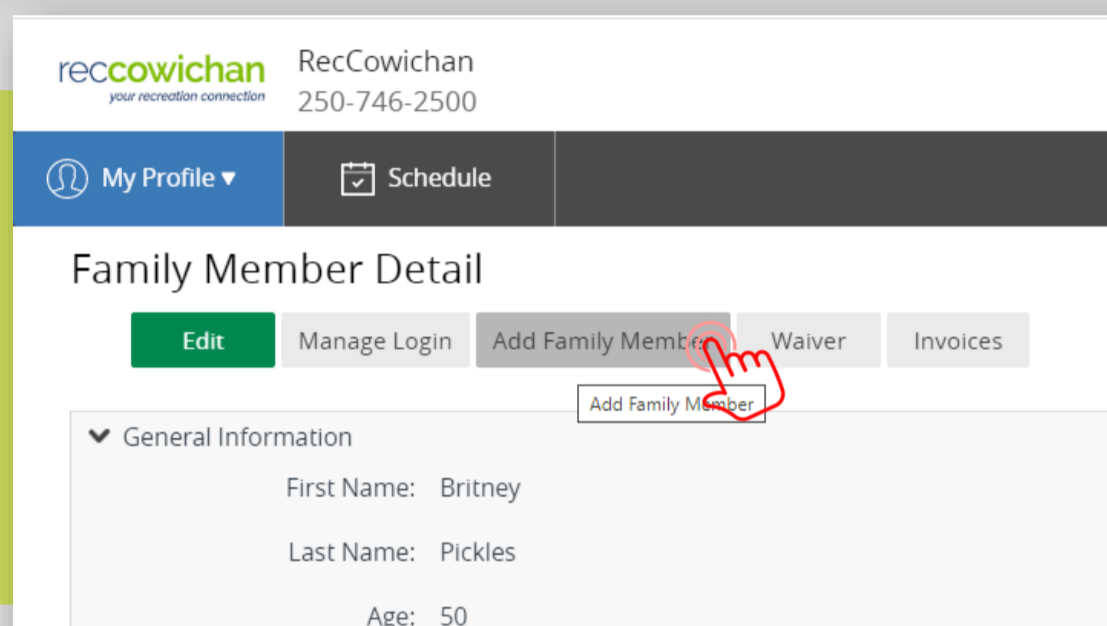 reccowichan
your recreation connection
RecCowichan
250-746-2500
My Profile ▼
Schedule
Family Member Detail
Edit
Manage Login
Add Family Member
Waiver
Invoices
Add Family Member
General Information
First Name: Britney
Last Name: Pickles
Age: 50